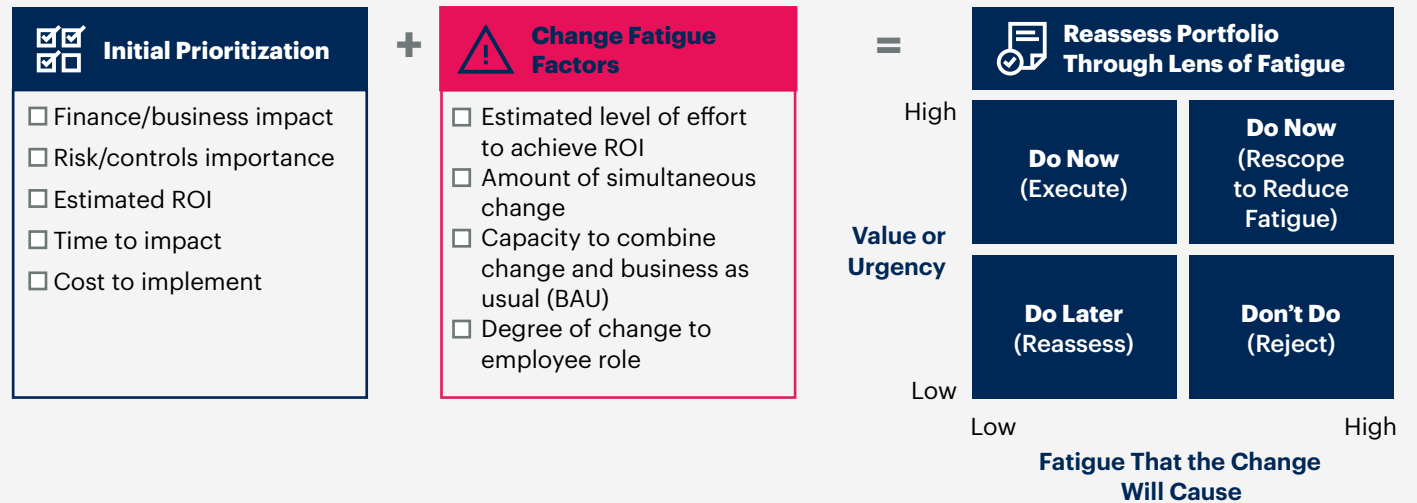 Initial Prioritization
Finance/business impact
Risk/controls importance
Estimated ROI
Time to impact
Cost to implement
+
Change Fatigue
Factors
Estimated level of effort
to achieve ROI
Amount of simultaneous
change
Capacity to combine
change and business as
usual (BAU)
Degree of change to
employee role
=
Reassess Portfolio
Through Lens of Fatigue
High
Value or
Urgency
Low
Do Now
(Execute)
Do Now
(Rescope
to Reduce
Fatigue)
Do Later
(Reassess)
Don’t Do
(Reject)
Low
High
Fatigue That the Change
Will Cause